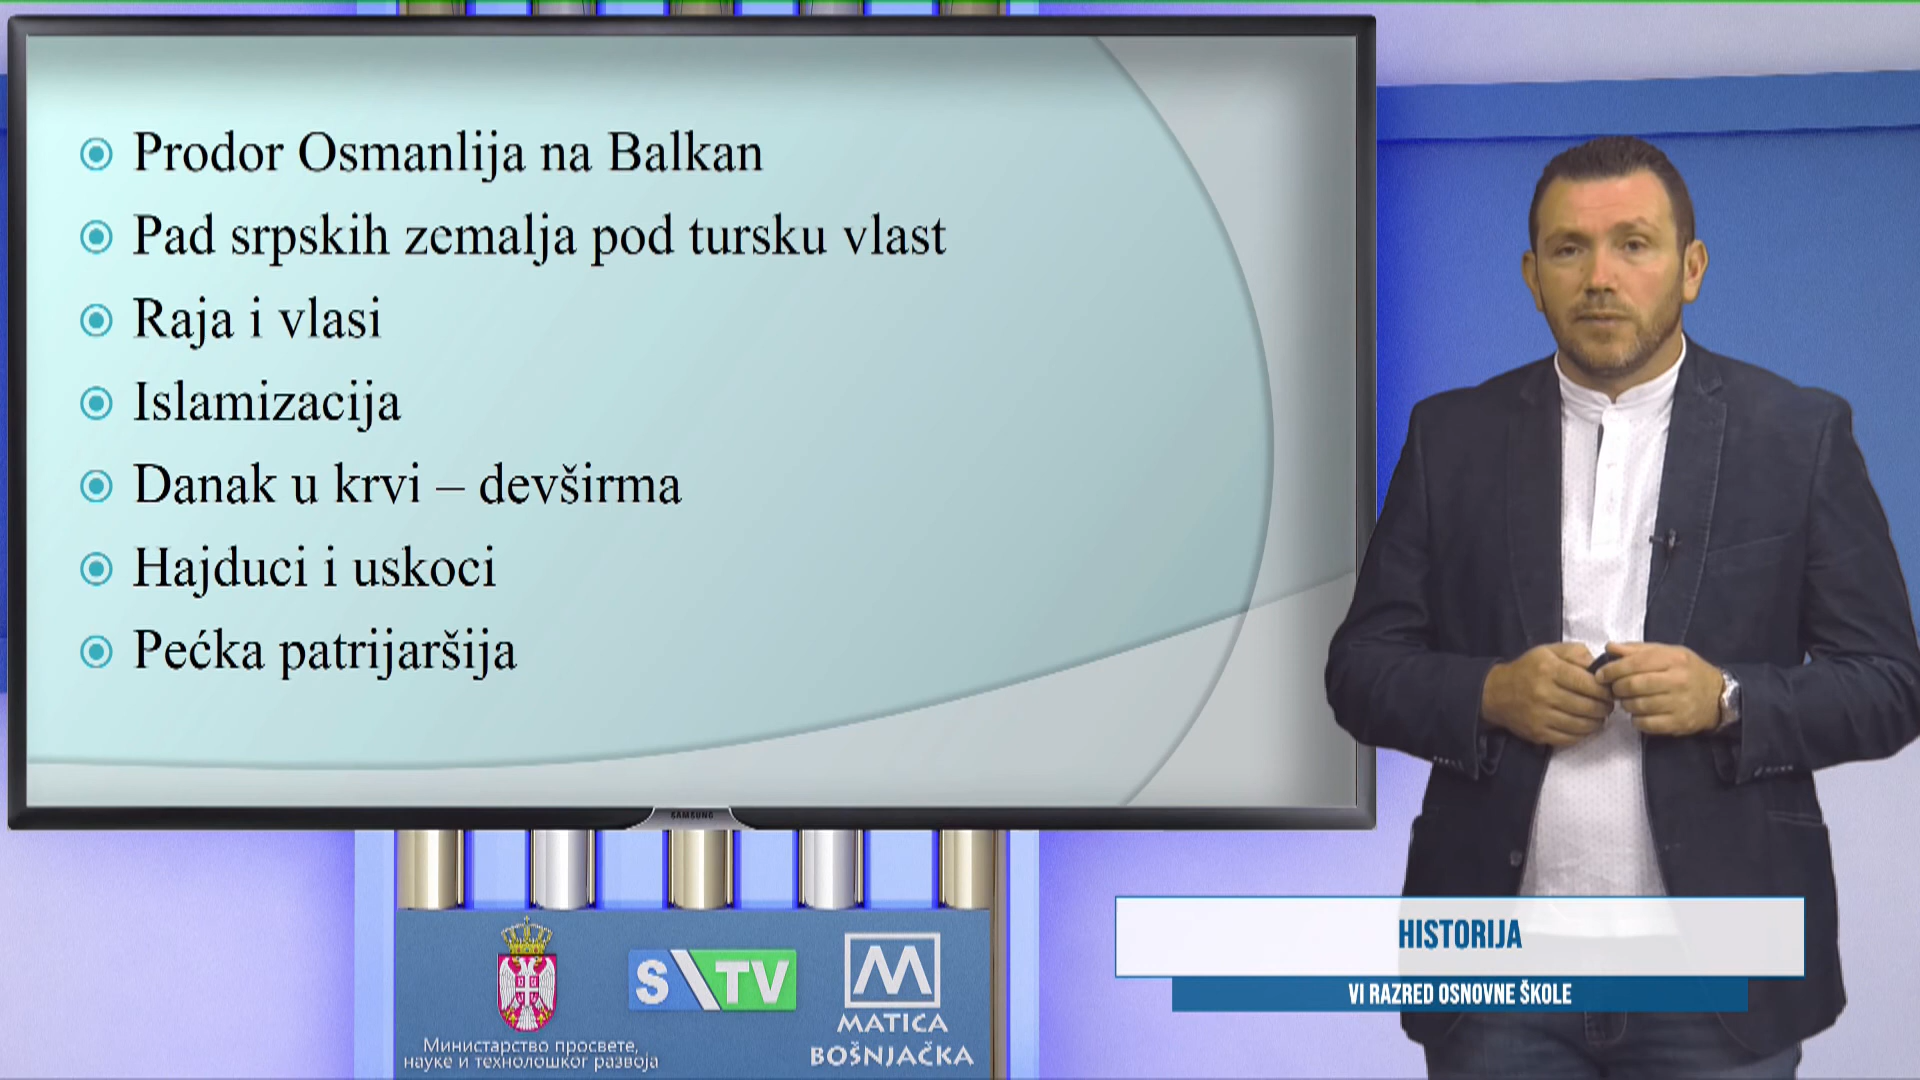 Prodor Osmanlija na Balkan
Pad srpskih zemalja pod tursku vlast
Raja i vlasi
Islamizacija
Danak u krvi – devširma
Hajduci i uskoci
Pećka patrijaršija
SAMSUNG
HISTORIJA
VI RAZRED OSNOVNE ŠKOLE
Министарство просвете,
науке и технолошког развоја
STV
MATICA
BOŠNJAČKA